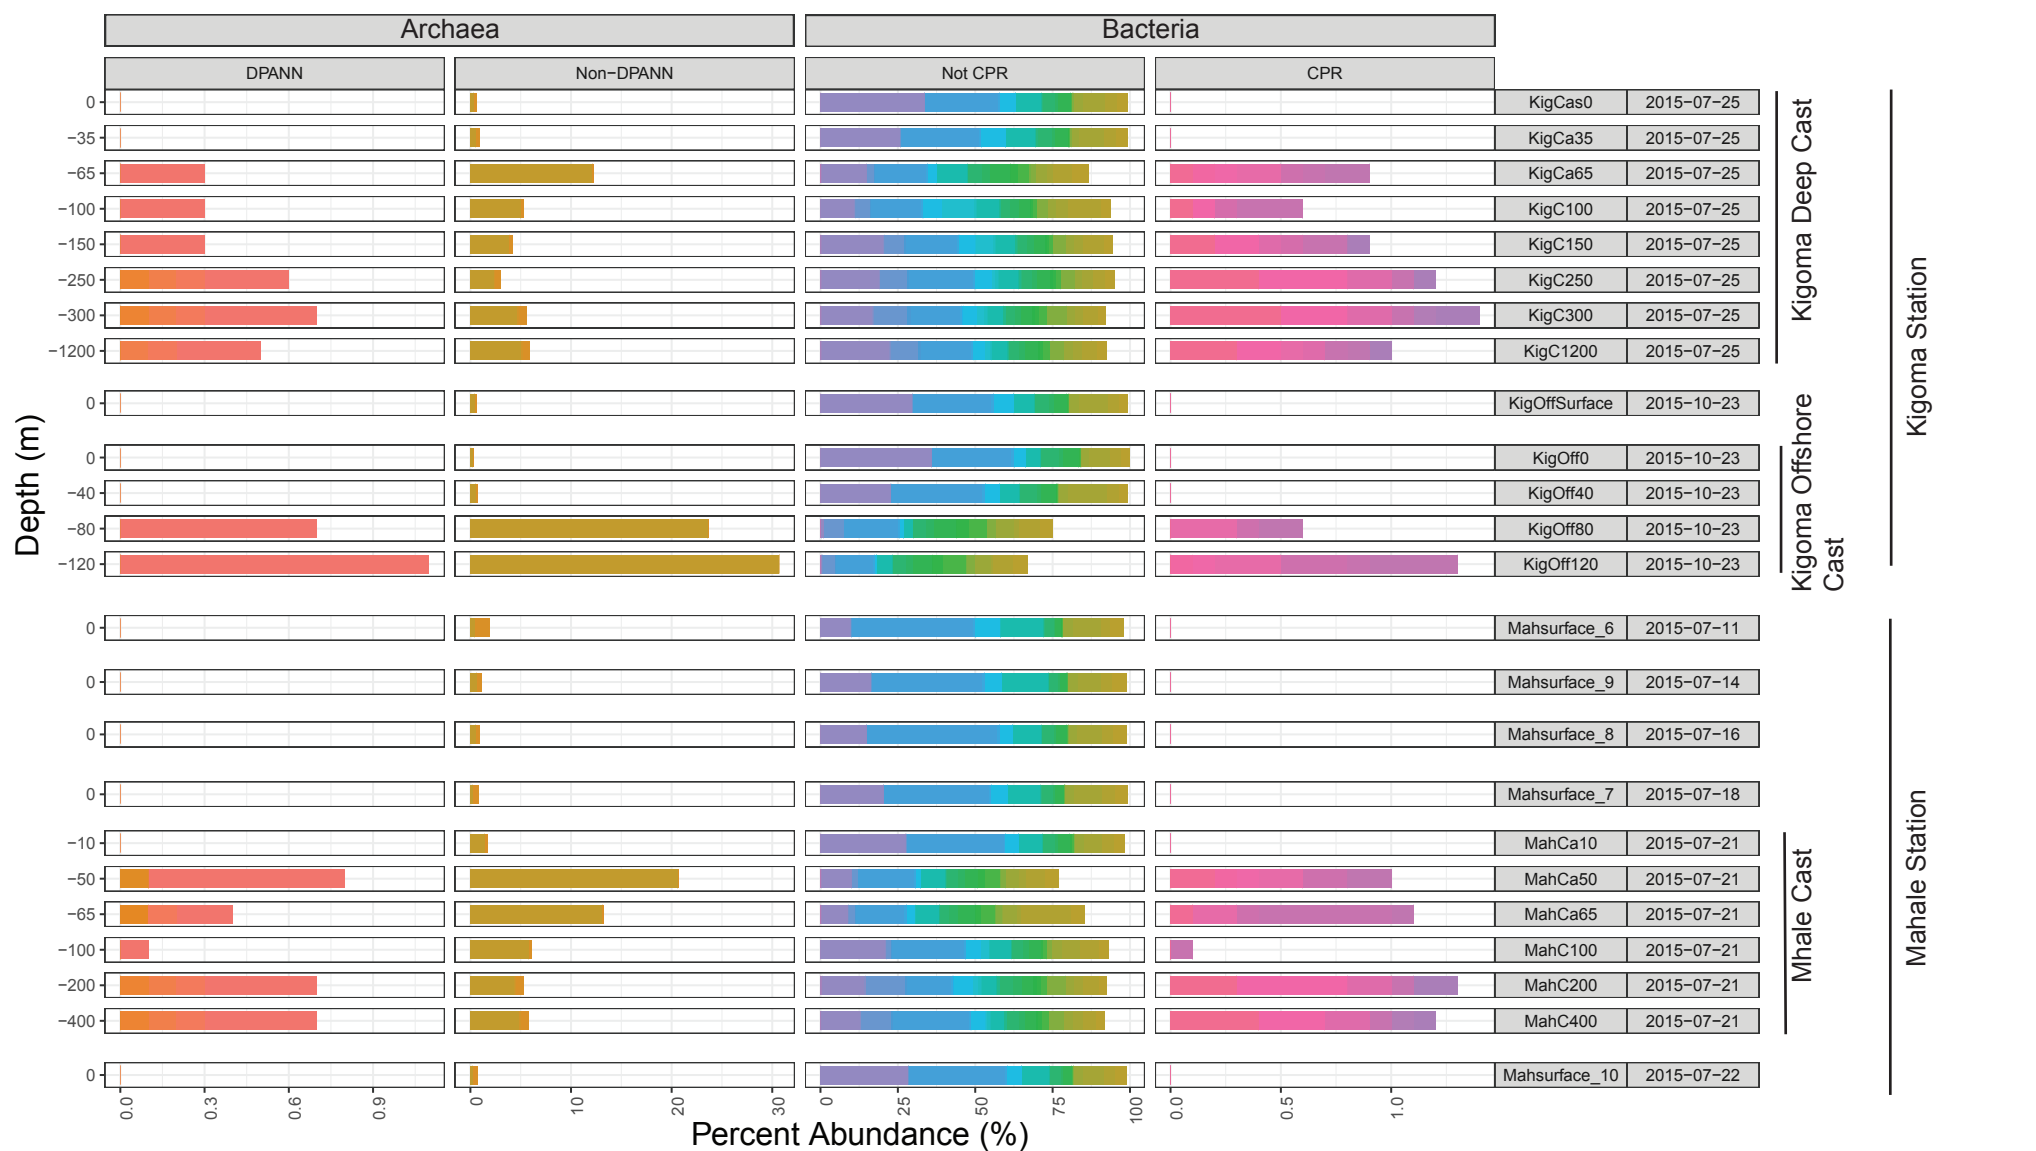 Archaea Bacteria
DPANN Non−DPANN Not CPR CPR
0 KigCas0 2015−07−25
−35 KigCa35 2015−07−25
−65 KigCa65 2015−07−25
−100 KigC100 2015−07−25
−150 KigC150 2015−07−25
−250 KigC250 2015−07−25
−300 KigC300 2015−07−25
−1200 KigC1200 2015−07−25
0 KigOffSurface 2015−10−23
0 KigOff0 2015−10−23
−40 KigOff40 2015−10−23
−80 KigOff80 2015−10−23
−120 KigOff120 2015−10−23
0 Mahsurface_6 2015−07−11
0 Mahsurface_9 2015−07−14
0 Mahsurface_8 2015−07−16
0 Mahsurface_7 2015−07−18
−10 MahCa10 2015−07−21
−50 MahCa50 2015−07−21
−65 MahCa65 2015−07−21
−100 MahC100 2015−07−21
−200 MahC200 2015−07−21
−400 MahC400 2015−07−21
0 Mahsurface_10 2015−07−22
0.0 0.3 0.6 0.9 0 10 20 30 0 25 50 75 100 0.0 0.5 1.0
Percent Abundance (%)
Depth (m)
Kigoma Deep Cast
Kigoma Offshore
Cast
Mhale Cast
Kigoma Station
Mahale Station